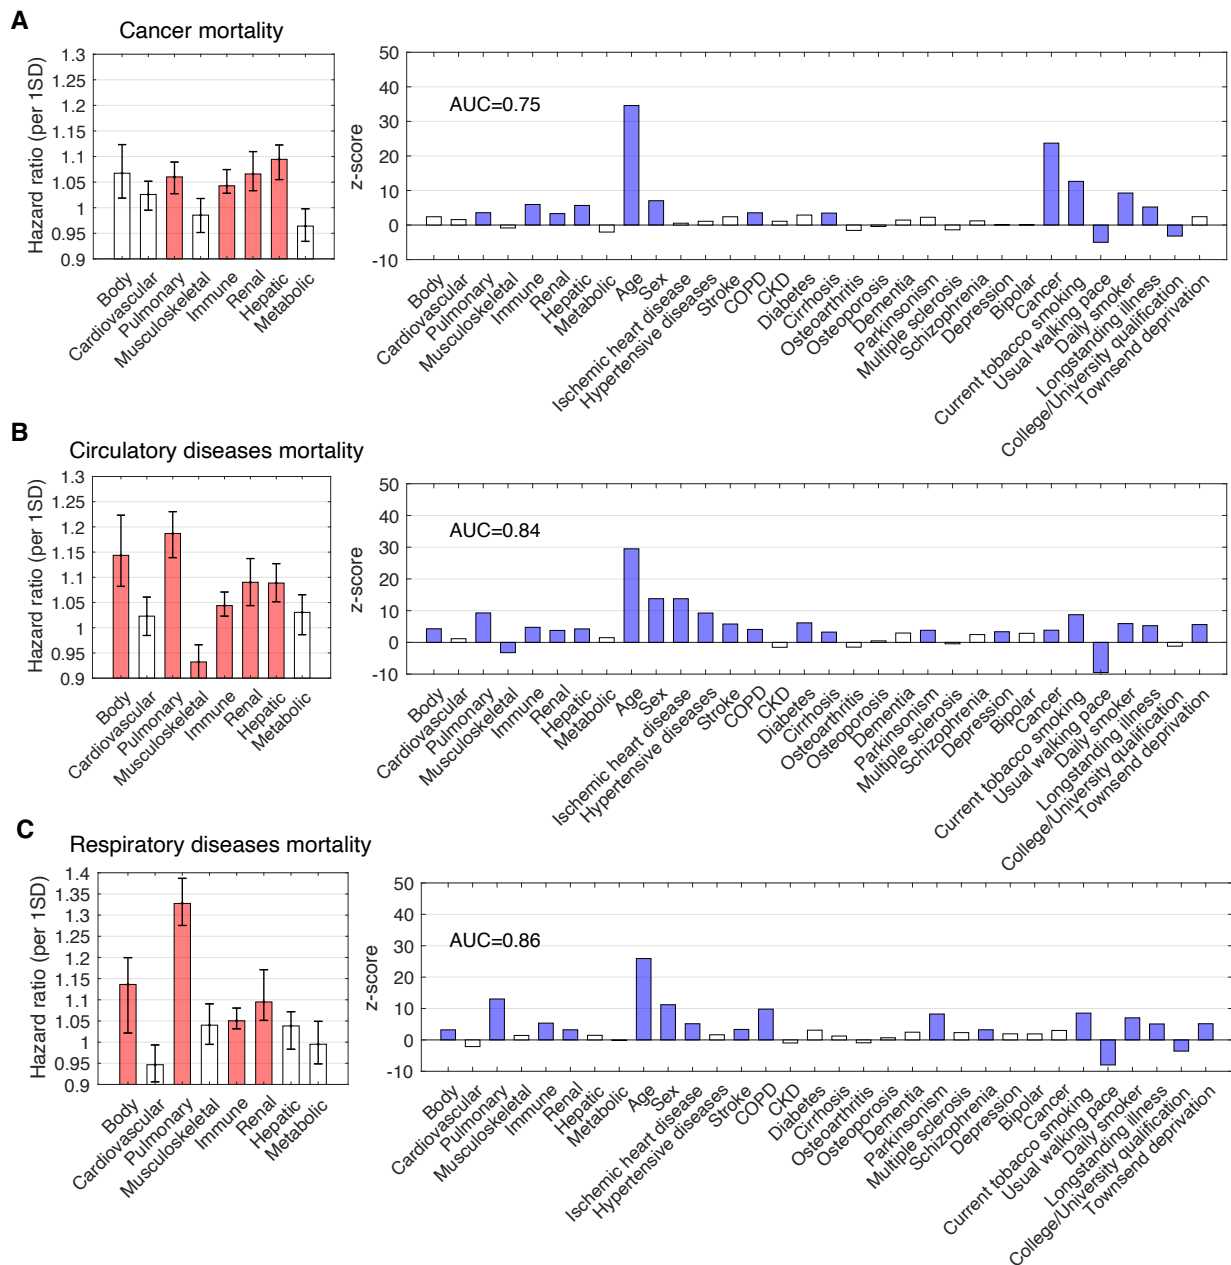 A
Cancer mortality
Hazard ratio (per 1SD)
1.3
1.25
1.2
1.15
1.1
1.05
1
0.95
0.9
Body
Cardiovascular
Pulmonary
Musculoskeletal
Immune
Renal
Hepatic
Metabolic
z-score
50
40
30
20
10
0
-10
AUC=0.75
Body
Cardiovascular
Pulmonary
Musculoskeletal
Immune
Renal
Hepatic
Metabolic
Age
Sex
Ischemic heart disease
Hypertensive diseases
Stroke
COPD
CKD
Diabetes
Cirrhosis
Osteoarthritis
Osteoporosis
Dementia
Parkinsonism
Multiple sclerosis
Schizophrenia
Depression
Bipolar
Cancer
Current tobacco smoking
Usual walking pace
Daily smoker
Longstanding illness
College/University qualification
Townsend deprivation
B
Circulatory diseases mortality
Hazard ratio (per 1SD)
1.3
1.25
1.2
1.15
1.1
1.05
1
0.95
0.9
Body
Cardiovascular
Pulmonary
Musculoskeletal
Immune
Renal
Hepatic
Metabolic
z-score
50
40
30
20
10
0
-10
AUC=0.84
Body
Cardiovascular
Pulmonary
Musculoskeletal
Immune
Renal
Hepatic
Metabolic
Age
Sex
Ischemic heart disease
Hypertensive diseases
Stroke
COPD
CKD
Diabetes
Cirrhosis
Osteoarthritis
Osteoporosis
Dementia
Parkinsonism
Multiple sclerosis
Schizophrenia
Depression
Bipolar
Cancer
Current tobacco smoking
Usual walking pace
Daily smoker
Longstanding illness
College/University qualification
Townsend deprivation
C
Respiratory diseases mortality
Hazard ratio (per 1SD)
1.4
1.35
1.3
1.25
1.2
1.15
1.1
1.05
1
0.95
0.9
Body
Cardiovascular
Pulmonary
Musculoskeletal
Immune
Renal
Hepatic
Metabolic
z-score
50
40
30
20
10
0
-10
AUC=0.86
Body
Cardiovascular
Pulmonary
Musculoskeletal
Immune
Renal
Hepatic
Metabolic
Age
Sex
Ischemic heart disease
Hypertensive diseases
Stroke
COPD
CKD
Diabetes
Cirrhosis
Osteoarthritis
Osteoporosis
Dementia
Parkinsonism
Multiple sclerosis
Schizophrenia
Depression
Bipolar
Cancer
Current tobacco smoking
Usual walking pace
Daily smoker
Longstanding illness
College/University qualification
Townsend deprivation